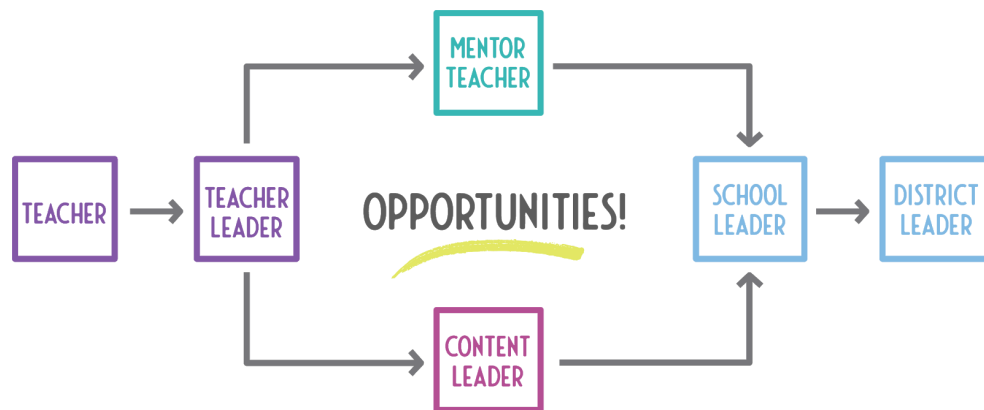 TEACHER
TEACHER
LEADER
MENTOR
TEACHER
OPPORTUNITIES!
CONTENT
LEADER
SCHOOL
LEADER
DISTRICT
LEADER